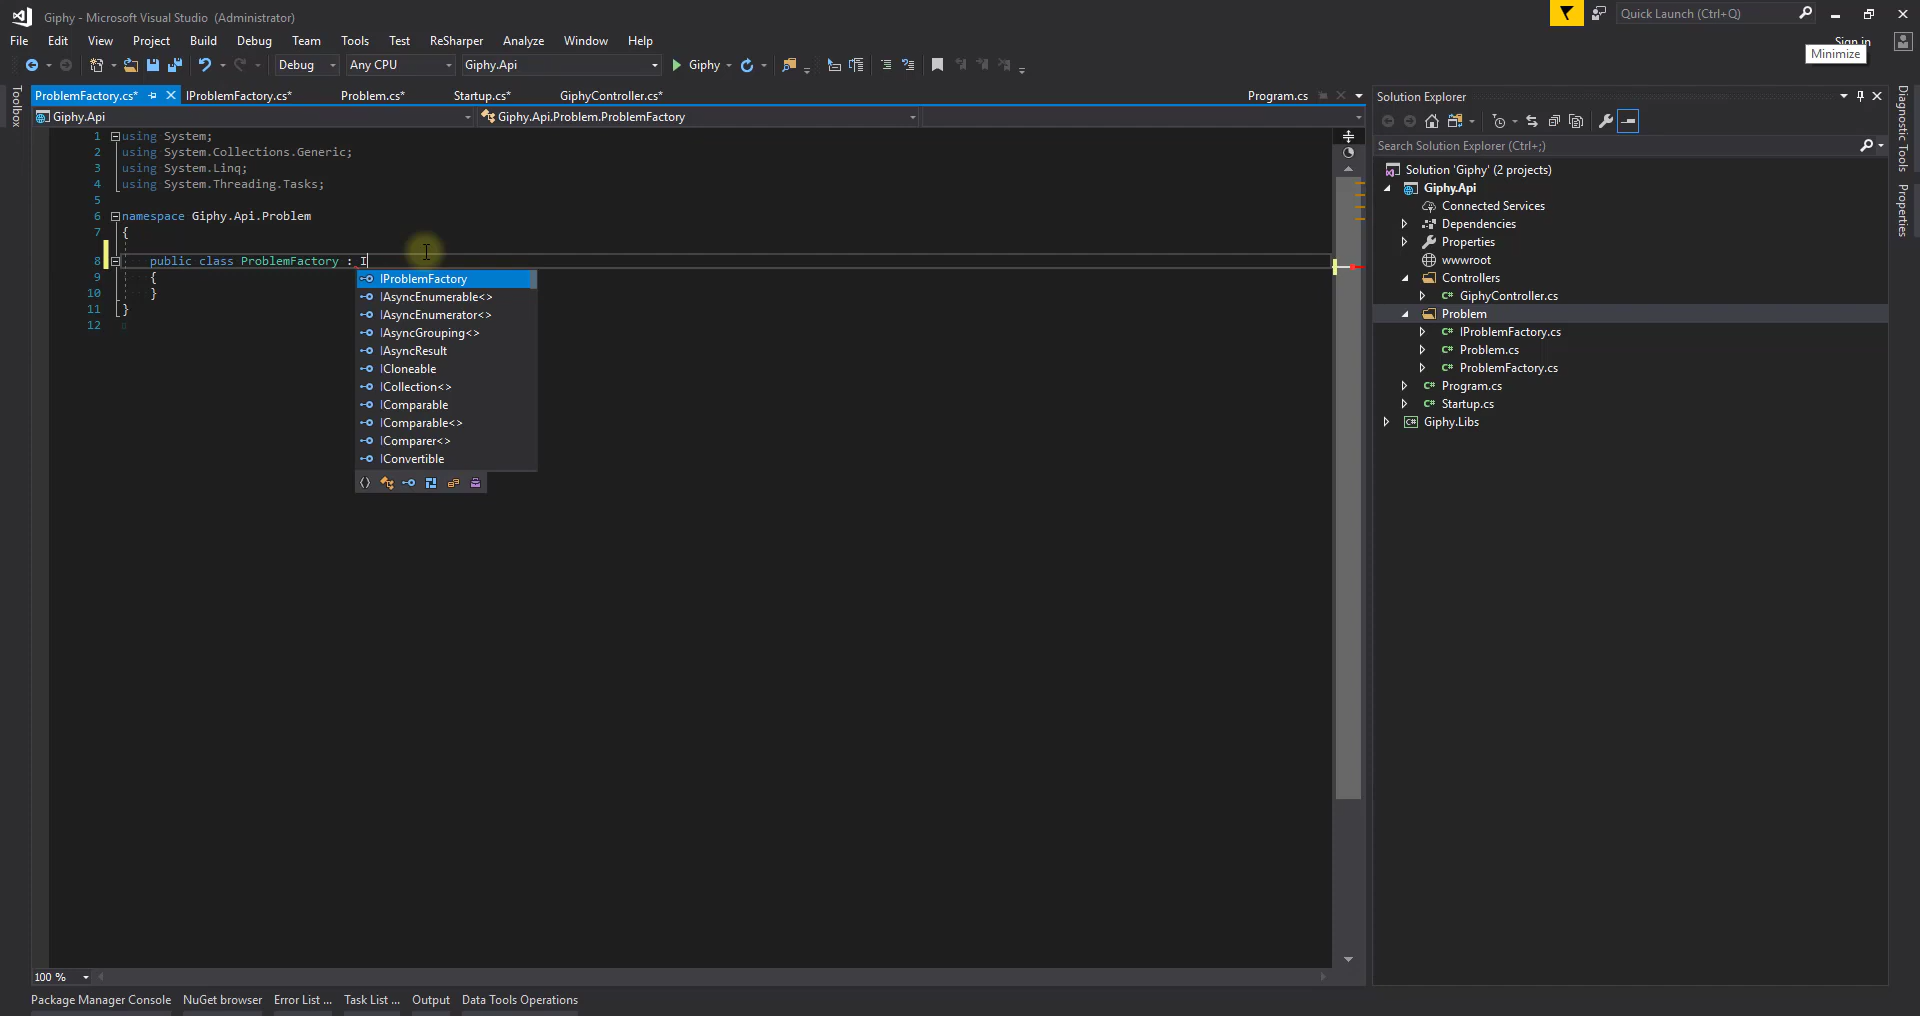 Giphy - Microsoft Visual Studio (Administrator)
Quick Launch (Ctrl+Q)
File Edit View Project Build Debug Team Tools Test ReSharper Analyze Window Help
Sign in
Minimize
Debug Any CPU Giphy.Api Giphy
ProblemFactory.cs* IProblemFactory.cs* Problem.cs* Startup.cs* GiphyController.cs* Program.cs
Giphy.Api Giphy.Api.Problem.ProblemFactory
Toolbox
1 using System;
2 using System.Collections.Generic;
3 using System.Linq;
4 using System.Threading.Tasks;
5
6 namespace Giphy.Api.Problem
7 {
8 public class ProblemFactory : I
9 {
10 }
11 }
12
IProblemFactory
IAsyncEnumerable<>
IAsyncEnumerator<>
IAsyncGrouping<>
IAsyncResult
ICloneable
ICollection<>
IComparable
IComparable<>
IComparer<>
IConvertible
100 %
Solution Explorer
Search Solution Explorer (Ctrl+;)
Solution 'Giphy' (2 projects)
Giphy.Api
Connected Services
Dependencies
Properties
wwwroot
Controllers
GiphyController.cs
Problem
IProblemFactory.cs
Problem.cs
ProblemFactory.cs
Program.cs
Startup.cs
Giphy.Libs
Diagnostic Tools
Properties
Package Manager Console NuGet browser Error List ... Task List ... Output Data Tools Operations